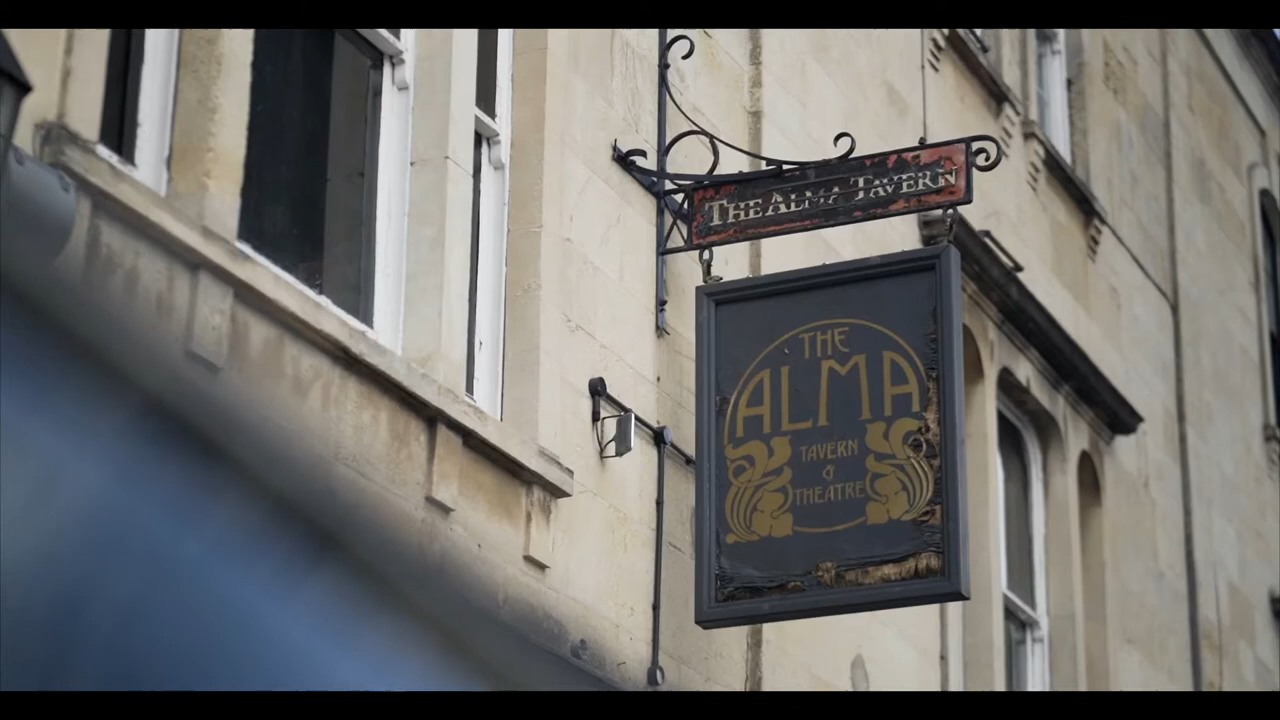 THE ALMA TAVERN
THE
ALMA
TAVERN
&
THEATRE